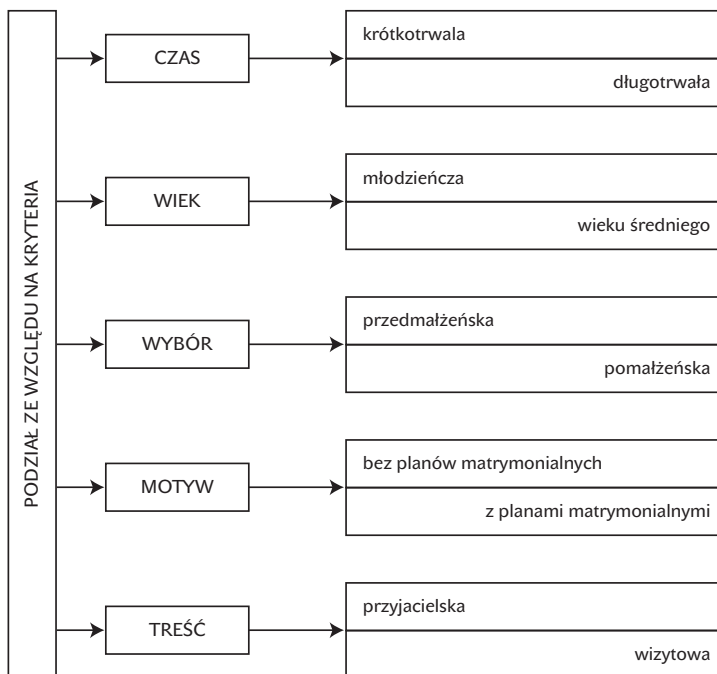 PODZIAŁ ZE WZGLĘDU NA KRYTERIA
CZAS
krótkotrwala
długotrwała
WIEK
młodzieńcza
wieku średniego
WYBÓR
przedmałżeńska
pomałżeńska
MOTYW
bez planów matrymonialnych
z planami matrymonialnymi
TREŚĆ
przyjacielska
wizytowa